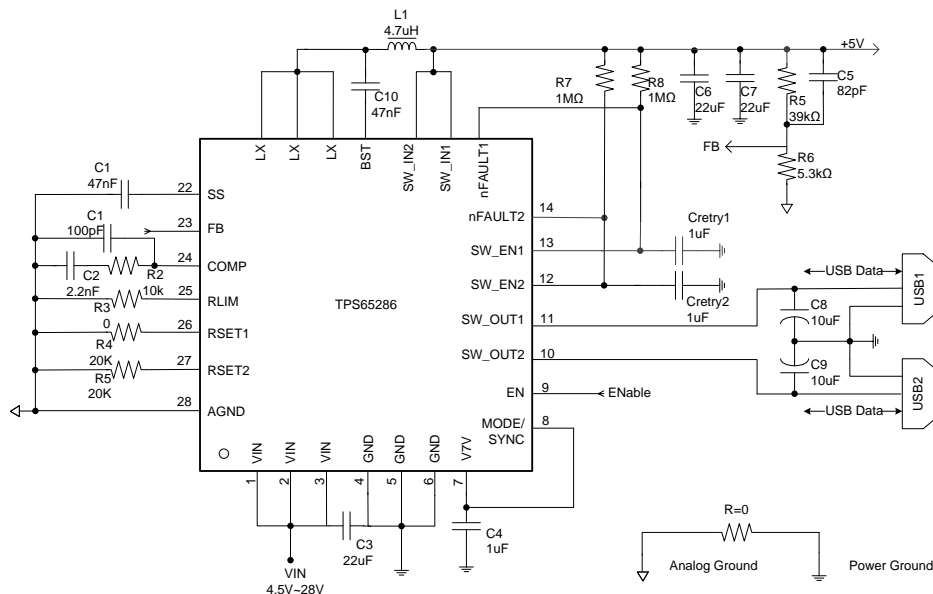 L1
4.7uH
+5V
C10
47nF
R7
1MΩ
R8
1MΩ
C6
22uF
C7
22uF
R5
39kΩ
C5
82pF
FB
R6
5.3kΩ
LX
LX
LX
BST
SW_IN2
SW_IN1
nFAULT1
C1
47nF
22
SS
C1
100pF
23
FB
24
COMP
C2
2.2nF
R2
10k
25
RLIM
R3
0
26
RSET1
R4
20K
27
RSET2
R5
20K
28
AGND
TPS65286
14
nFAULT2
13
SW_EN1
12
SW_EN2
11
SW_OUT1
10
SW_OUT2
9
EN
ENable
8
MODE/
SYNC
Cretry1
1uF
Cretry2
1uF
USB Data
USB1
C8
10uF
C9
10uF
USB2
USB Data
VIN
VIN
VIN
GND
GND
GND
V7V
1
2
3
4
5
6
7
C3
22uF
C4
1uF
VIN
4.5V~28V
R=0
Analog Ground
Power Ground